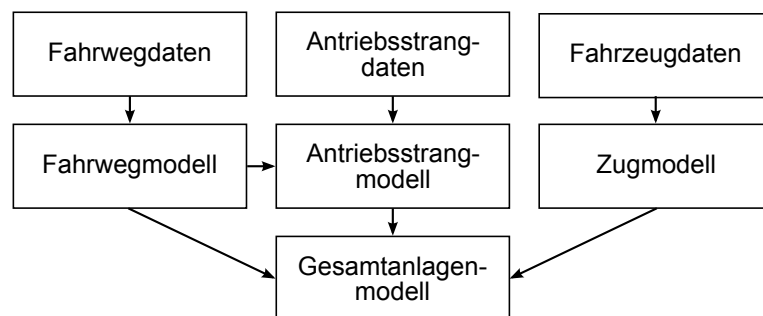 Fahrwegdaten
Antriebsstrang-
daten
Fahrzeugdaten
Fahrwegmodell
Antriebsstrang-
modell
Zugmodell
Gesamtanlagen-
modell